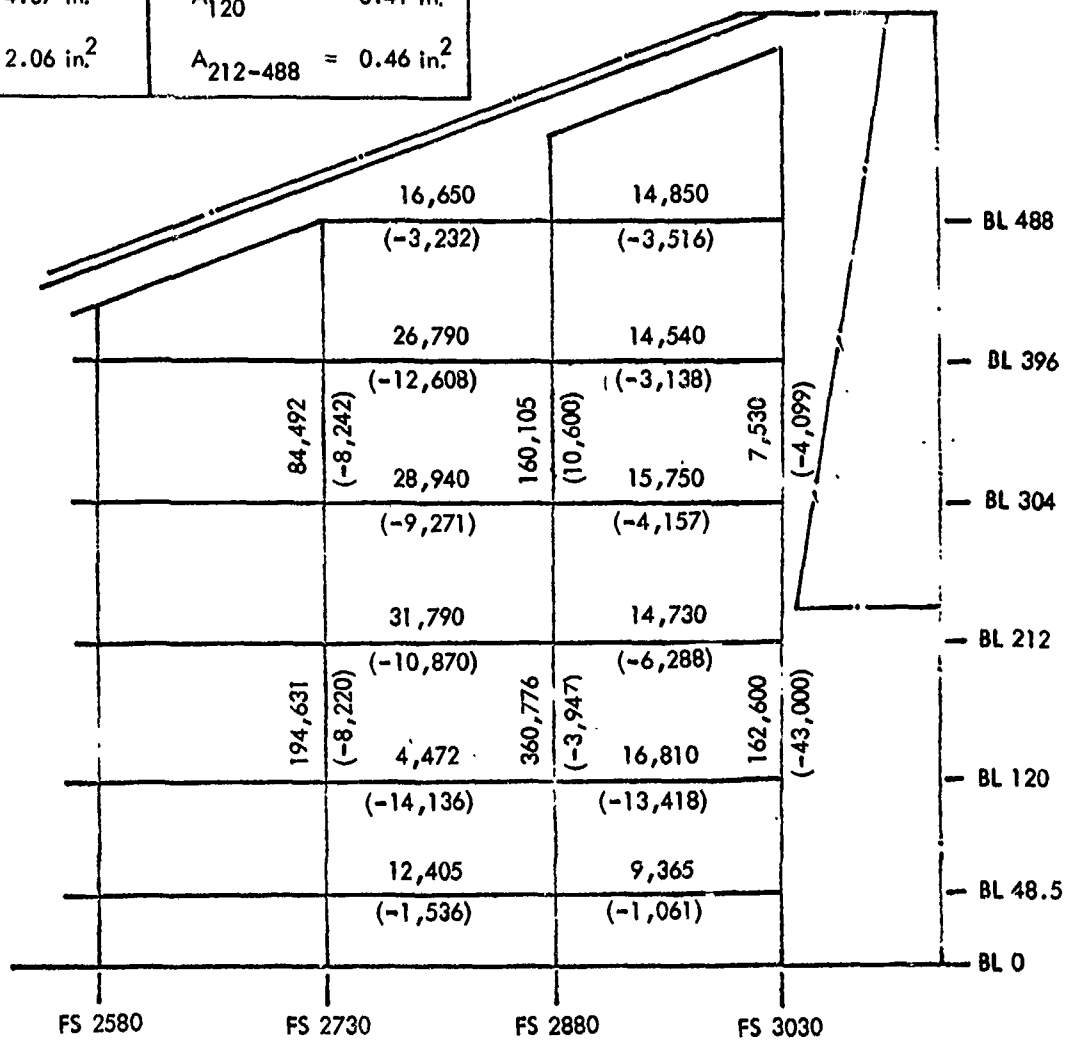 A120 0.41 in.2
2.06 in.2 A212-488 = 0.46 in.2
16,650 14,850
(-3,232) (-3,516)
BL 488
26,790 14,540
(-12,608) (-3,138)
BL 396
84,492
(-8,242)
160,105
(10,600)
7,530
(-4,099)
28,940 15,750
(-9,271) (-4,157)
BL 304
31,790 14,730
(-10,870) (-6,288)
BL 212
194,631
(-8,220)
360,776
(-3,947)
162,600
(-43,000)
4,472 16,810
(-14,136) (-13,418)
BL 120
12,405 9,365
(-1,536) (-1,061)
BL 48.5
BL 0
FS 2580 FS 2730 FS 2880 FS 3030